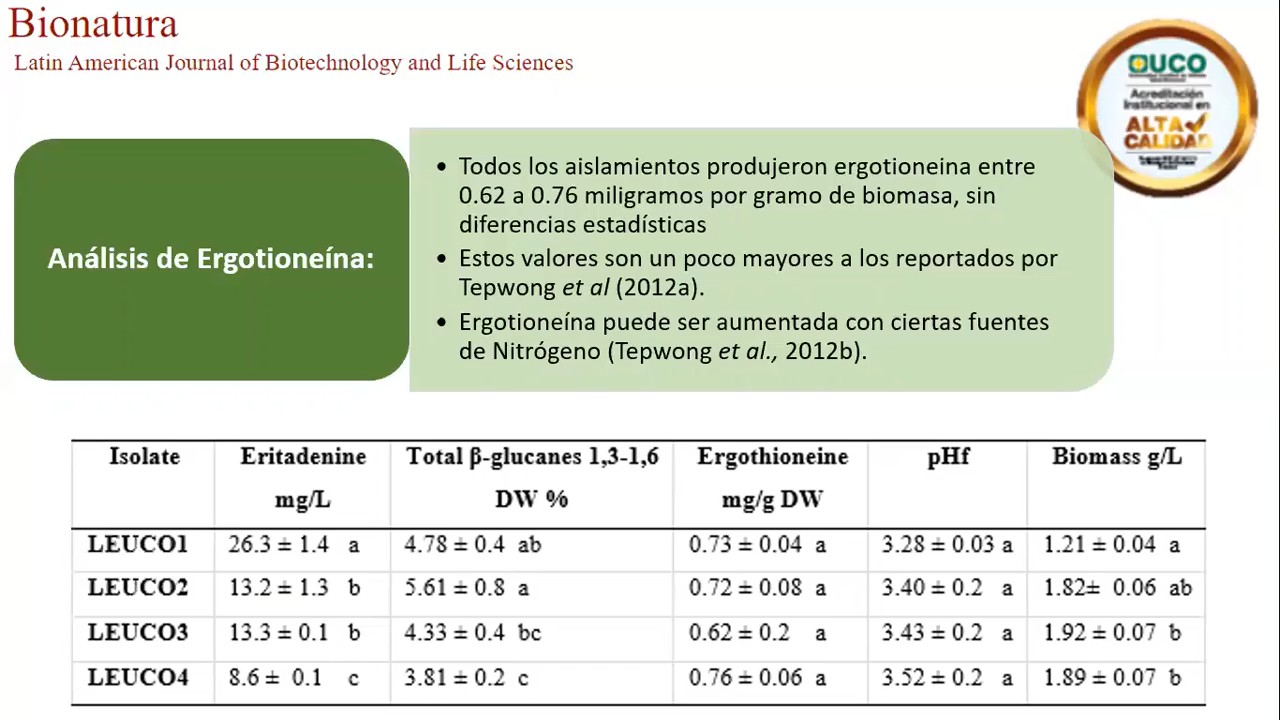 Bionatura
Latin American Journal of Biotechnology and Life Sciences
OUCO
Acreditación
Institucional en
ALTA
CALIDAD
Análisis de Ergotioneína:
• Todos los aislamientos produjeron ergotioneina entre
0.62 a 0.76 miligramos por gramo de biomasa, sin
diferencias estadísticas
• Estos valores son un poco mayores a los reportados por
Tepwong et al (2012a).
• Ergotioneína puede ser aumentada con ciertas fuentes
de Nitrógeno (Tepwong et al., 2012b).
Isolate Eritadenine Total β-glucanes 1,3-1,6 Ergothioneine pHf Biomass g/L
mg/L DW % mg/g DW
LEUCO1 26.3 ± 1.4 a 4.78 ± 0.4 ab 0.73 ± 0.04 a 3.28 ± 0.03 a 1.21 ± 0.04 a
LEUCO2 13.2 ± 1.3 b 5.61 ± 0.8 a 0.72 ± 0.08 a 3.40 ± 0.2 a 1.82± 0.06 ab
LEUCO3 13.3 ± 0.1 b 4.33 ± 0.4 bc 0.62 ± 0.2 a 3.43 ± 0.2 a 1.92 ± 0.07 b
LEUCO4 8.6 ± 0.1 c 3.81 ± 0.2 c 0.76 ± 0.06 a 3.52 ± 0.2 a 1.89 ± 0.07 b